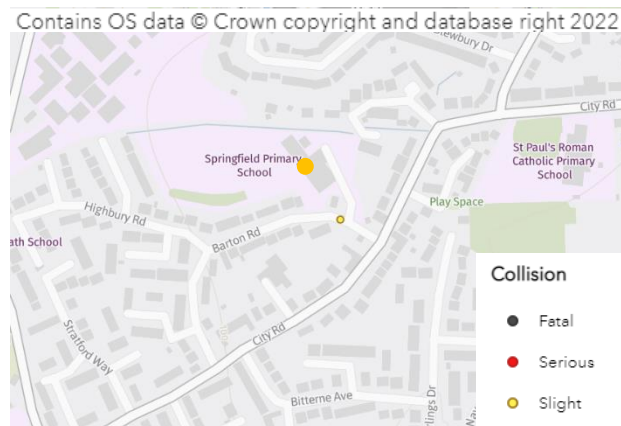 Contains OS data © Crown copyright and database right 2022
City Rd
Springfield Primary
School
St Paul's Roman
Catholic Primary
School
Play Space
Highbury Rd
Barton Rd
ath School
City Rd
Stratford Way
Bitterne Ave
lings Dr
Collision
Fatal
Serious
Slight